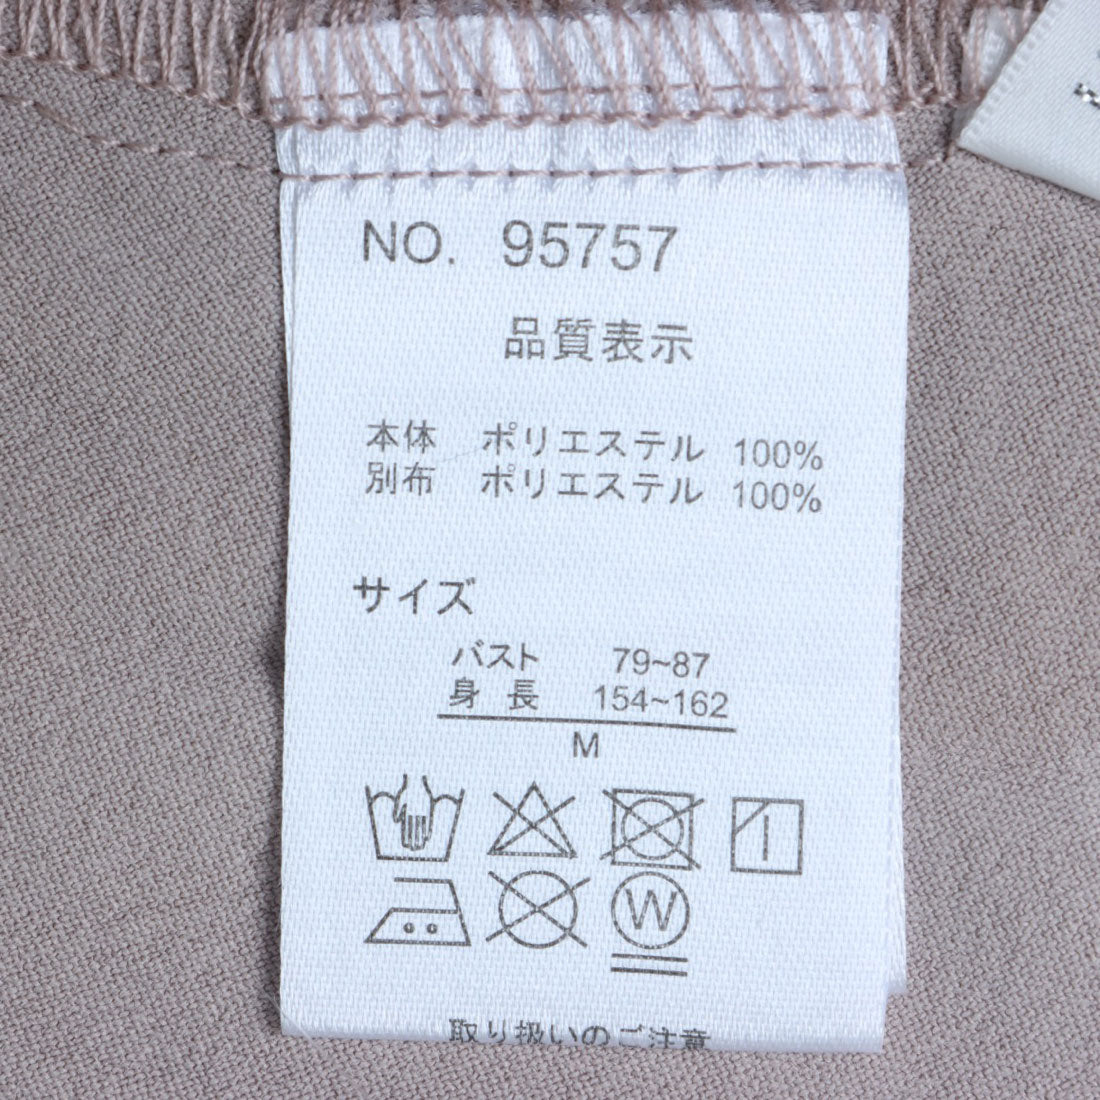 NO. 95757
品質表示
本体 ポリエステル 100%
別布 ポリエステル 100%
サイズ
バスト 79~87
身長 154~162
M
W
取り扱いのご注意